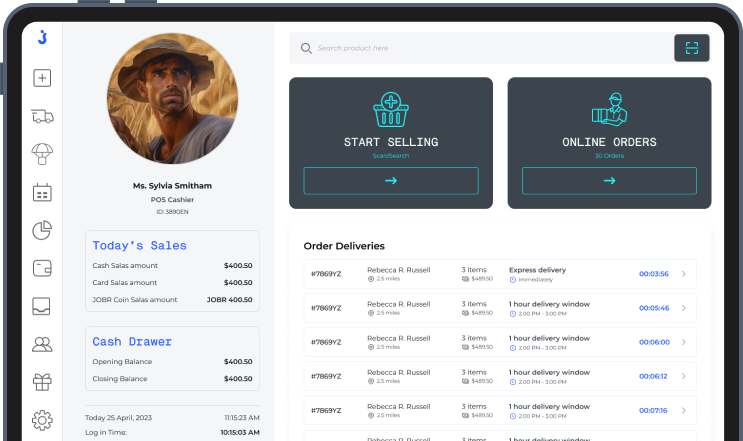 Search product here
Ms. Sylvia Smitham
POS Cashier
ID: 3890EN
Today's Sales
Cash Salas amount $400.50
Card Salas amount $400.50
JOBR Coin Salas amount JOBR 400.50
Cash Drawer
Opening Balance $400.50
Closing Balance $400.50
Today 25 April, 2023 11:15:23 AM
Log in Time: 10:15:03 AM
START SELLING
Scan/Search
ONLINE ORDERS
30 Orders
Order Deliveries
#7869YZ Rebecca R. Russell 3 items Express delivery 00:03:56
2.5 miles $489.50 immediately
#7869YZ Rebecca R. Russell 3 items 1 hour delivery window 00:05:46
2.5 miles $489.50 2.00 PM - 3.00 PM
#7869YZ Rebecca R. Russell 3 items 1 hour delivery window 00:06:00
2.5 miles $489.50 2.00 PM - 3.00 PM
#7869YZ Rebecca R. Russell 3 items 1 hour delivery window 00:06:12
2.5 miles $489.50 2.00 PM - 3.00 PM
#7869YZ Rebecca R. Russell 3 items 1 hour delivery window 00:07:16
2.5 miles $489.50 2.00 PM - 3.00 PM
Rebecca R. Russell 3 items 1 hour delivery window